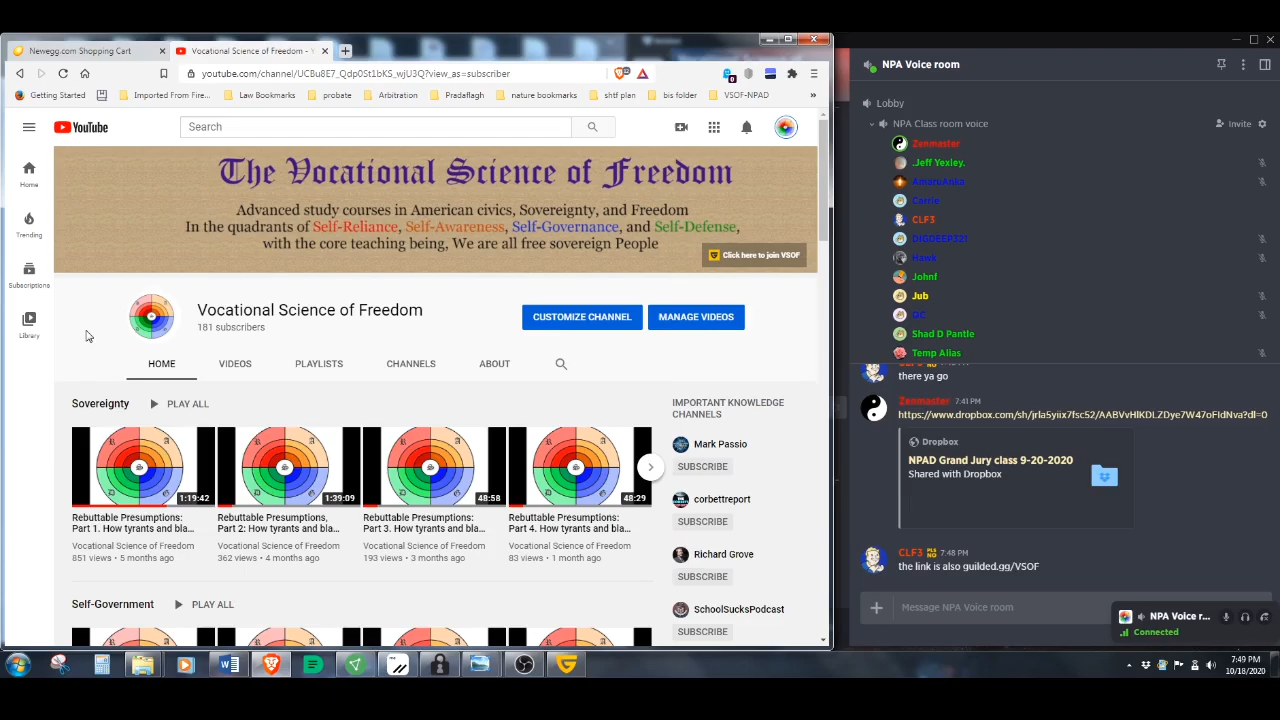 Newegg.com Shopping Cart
Vocational Science of Freedom -
youtube.com/channel/UCBu8E7_Qdp0St1bKS_wjU3Q?view_as=subscriber
Getting Started
Imported From Fire...
Law Bookmarks
probate
Arbitration
Pradaflagh
nature bookmarks
shtf plan
bis folder
VSOF-NPAD
YouTube
Search
The Vocational Science of Freedom
Advanced study courses in American civics, Sovereignty, and Freedom
In the quadrants of Self-Reliance, Self-Awareness, Self-Governance, and Self-Defense,
with the core teaching being, We are all free sovereign People
Click here to join VSOF
Home
Trending
Subscriptions
Library
Vocational Science of Freedom
181 subscribers
CUSTOMIZE CHANNEL
MANAGE VIDEOS
HOME
VIDEOS
PLAYLISTS
CHANNELS
ABOUT
Sovereignty
PLAY ALL
1:19:42
1:39:09
48:58
48:29
Rebuttable Presumptions:
Part 1. How tyrants and bla...
Vocational Science of Freedom
851 views • 5 months ago
Rebuttable Presumptions,
Part 2: How tyrants and bla...
Vocational Science of Freedom
362 views • 4 months ago
Rebuttable Presumptions:
Part 3. How tyrants and bla...
Vocational Science of Freedom
193 views • 3 months ago
Rebuttable Presumptions:
Part 4. How tyrants and bla...
Vocational Science of Freedom
83 views • 1 month ago
Self-Government
PLAY ALL
IMPORTANT KNOWLEDGE
CHANNELS
Mark Passio
SUBSCRIBE
corbettreport
SUBSCRIBE
Richard Grove
SUBSCRIBE
SchoolSucksPodcast
SUBSCRIBE
NPA Voice room
Lobby
NPA Class room voice
Invite
Zenmaster
.Jeff Yexley.
AmaruAnka
Carrie
CLF3
DIGDEEP321
Hawk
Johnf
Jub
QC
Shad D Pantle
Temp Alias
there ya go
Zenmaster 7:41 PM
Dropbox
NPAD Grand Jury class 9-20-2020
Shared with Dropbox
CLF3 PLS NO 7:48 PM
the link is also guilded.gg/VSOF
Message NPA Voice room
NPA Voice r...
Connected
7:49 PM
10/18/2020